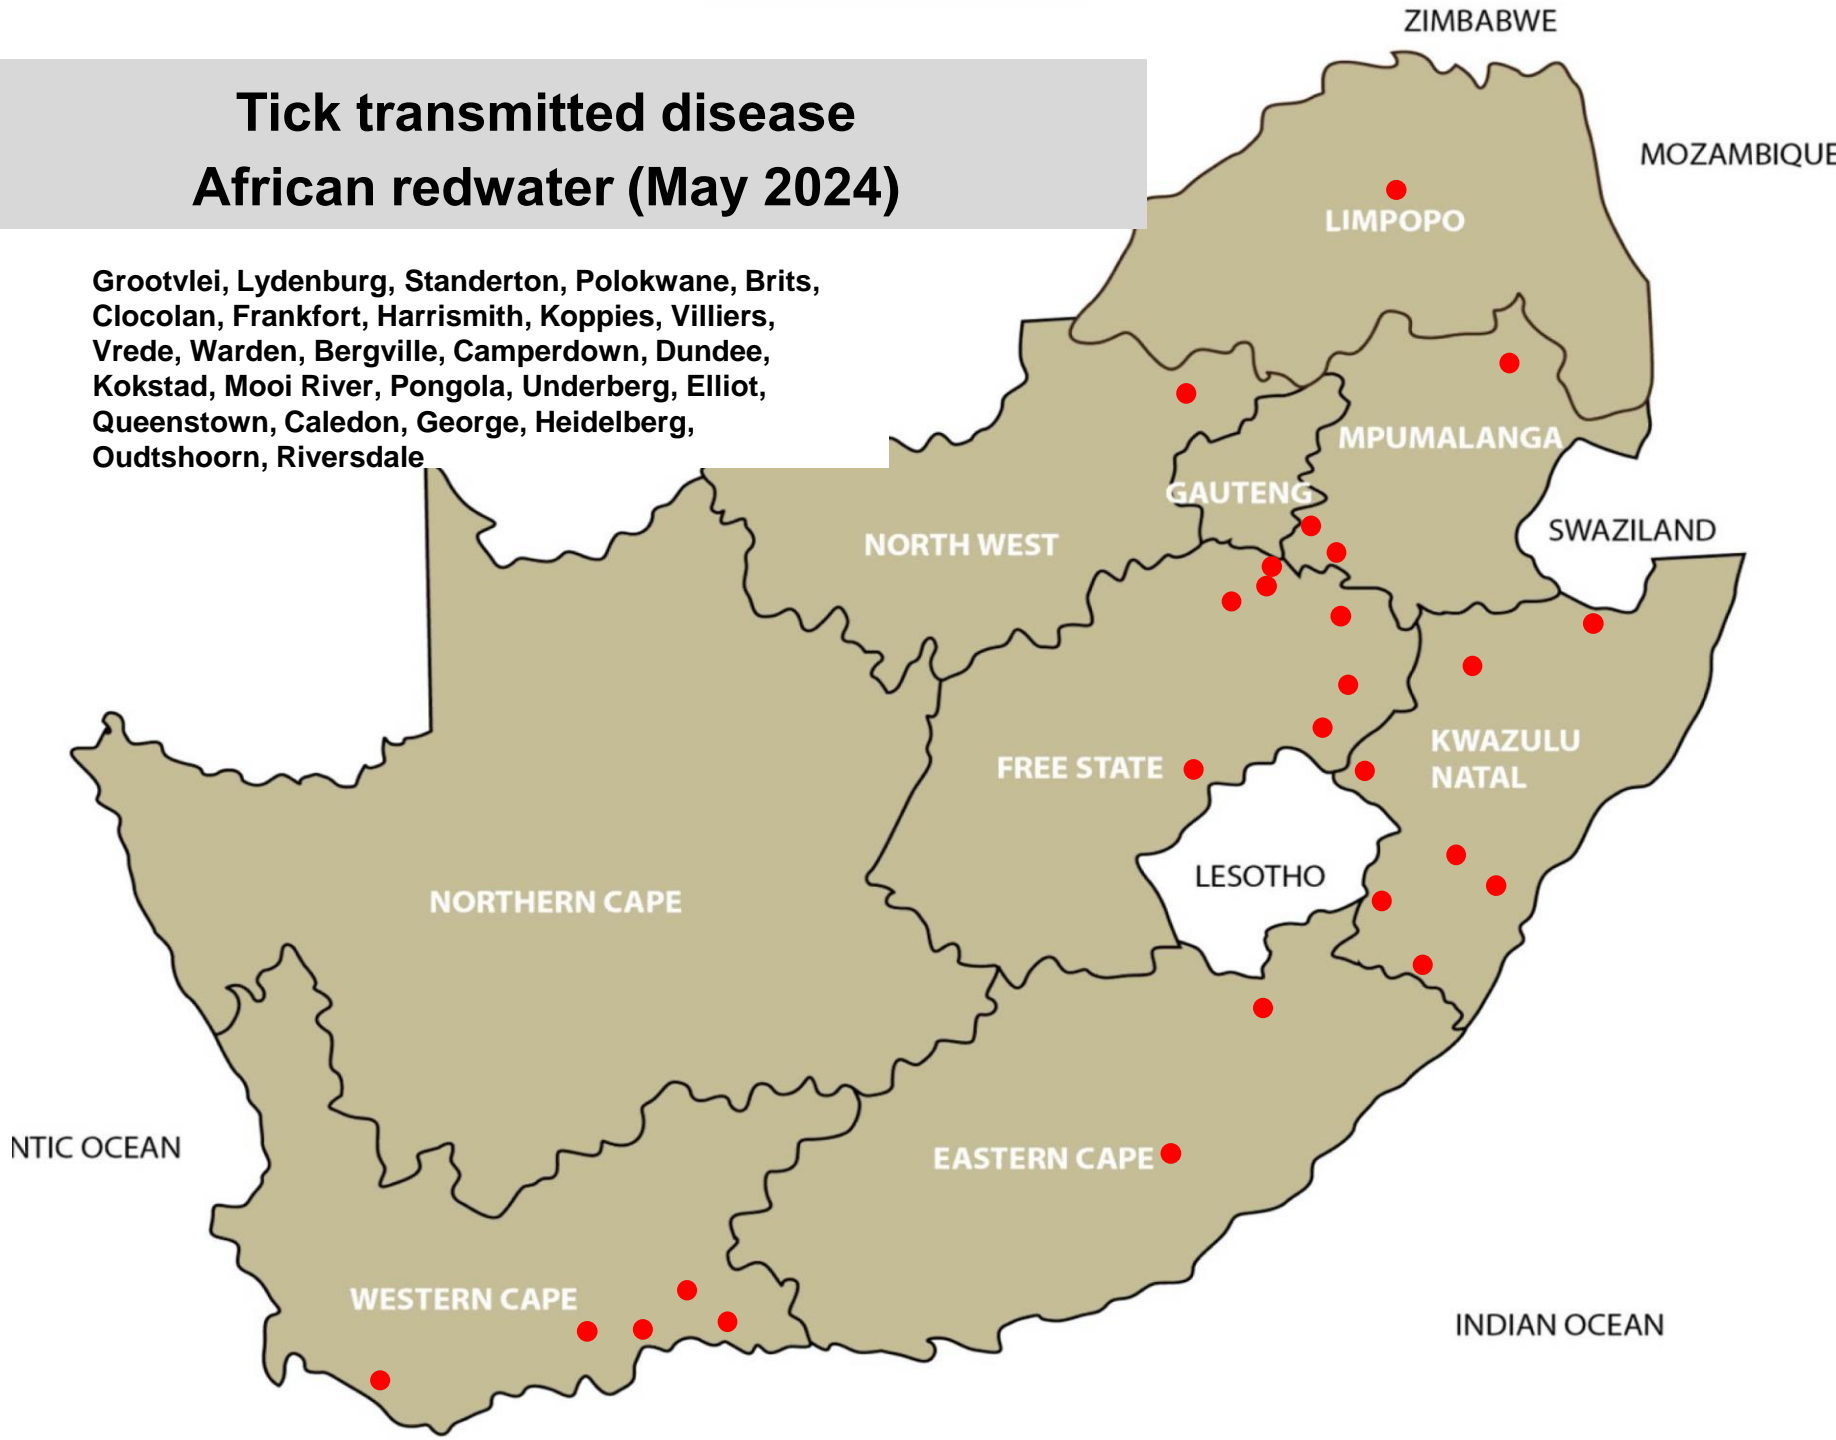 ZIMBABWE
Tick transmitted disease
African redwater (May 2024)
MOZAMBIQUE
LIMPOPO
Grootvlei, Lydenburg, Standerton, Polokwane, Brits,
Clocolan, Frankfort, Harrismith, Koppies, Villiers,
Vrede, Warden, Bergville, Camperdown, Dundee,
Kokstad, Mooi River, Pongola, Underberg, Elliot,
Queenstown, Caledon, George, Heidelberg,
Oudtshoorn, Riversdale
MPUMALANGA
GAUTENG
SWAZILAND
NORTH WEST
KWAZULU
NATAL
FREE STATE
LESOTHO
NORTHERN CAPE
NTIC OCEAN
EASTERN CAPE
WESTERN CAPE
INDIAN OCEAN